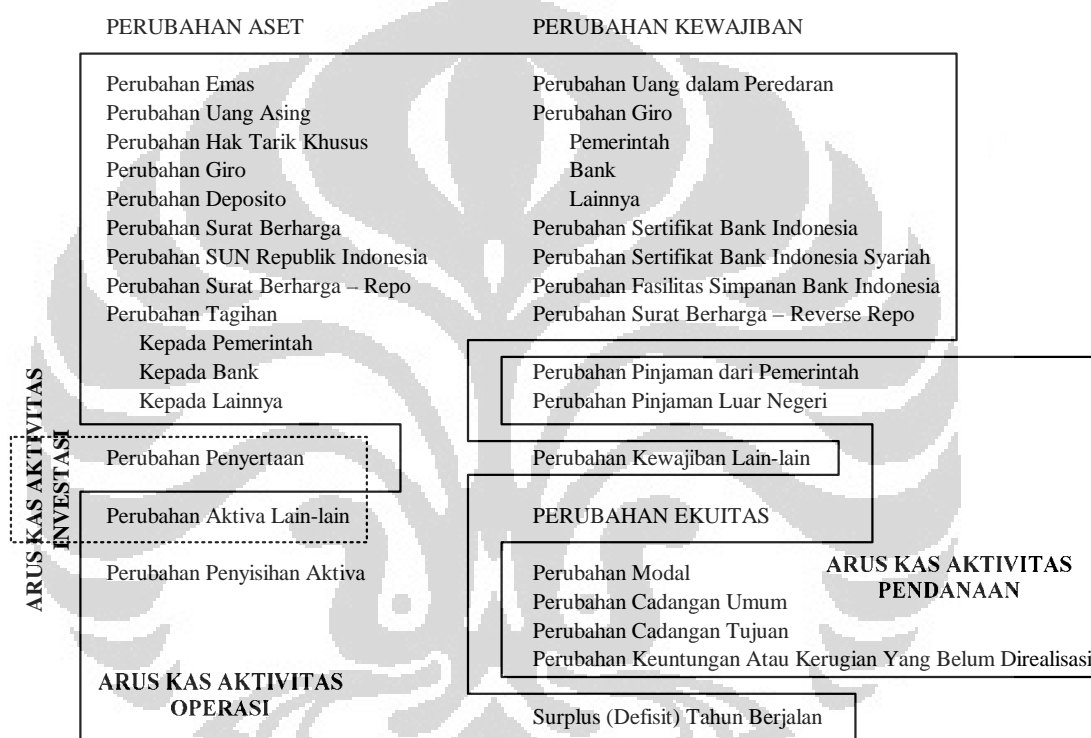 PERUBAHAN ASET
Perubahan Emas
Perubahan Uang Asing
Perubahan Hak Tarik Khusus
Perubahan Giro
Perubahan Deposito
Perubahan Surat Berharga
Perubahan SUN Republik Indonesia
Perubahan Surat Berharga – Repo
Perubahan Tagihan
Kepada Pemerintah
Kepada Bank
Kepada Lainnya
Perubahan Penyertaan
Perubahan Aktiva Lain-lain
Perubahan Penyisihan Aktiva
ARUS KAS AKTIVITAS
INVESTASI
ARUS KAS AKTIVITAS
OPERASI
PERUBAHAN KEWAJIBAN
Perubahan Uang dalam Peredaran
Perubahan Giro
Pemerintah
Bank
Lainnya
Perubahan Sertifikat Bank Indonesia
Perubahan Sertifikat Bank Indonesia Syariah
Perubahan Fasilitas Simpanan Bank Indonesia
Perubahan Surat Berharga – Reverse Repo
Perubahan Pinjaman dari Pemerintah
Perubahan Pinjaman Luar Negeri
Perubahan Kewajiban Lain-lain
PERUBAHAN EKUITAS
Perubahan Modal
Perubahan Cadangan Umum
Perubahan Cadangan Tujuan
Perubahan Keuntungan Atau Kerugian Yang Belum Direalisasi
Surplus (Defisit) Tahun Berjalan
ARUS KAS AKTIVITAS
PENDANAAN